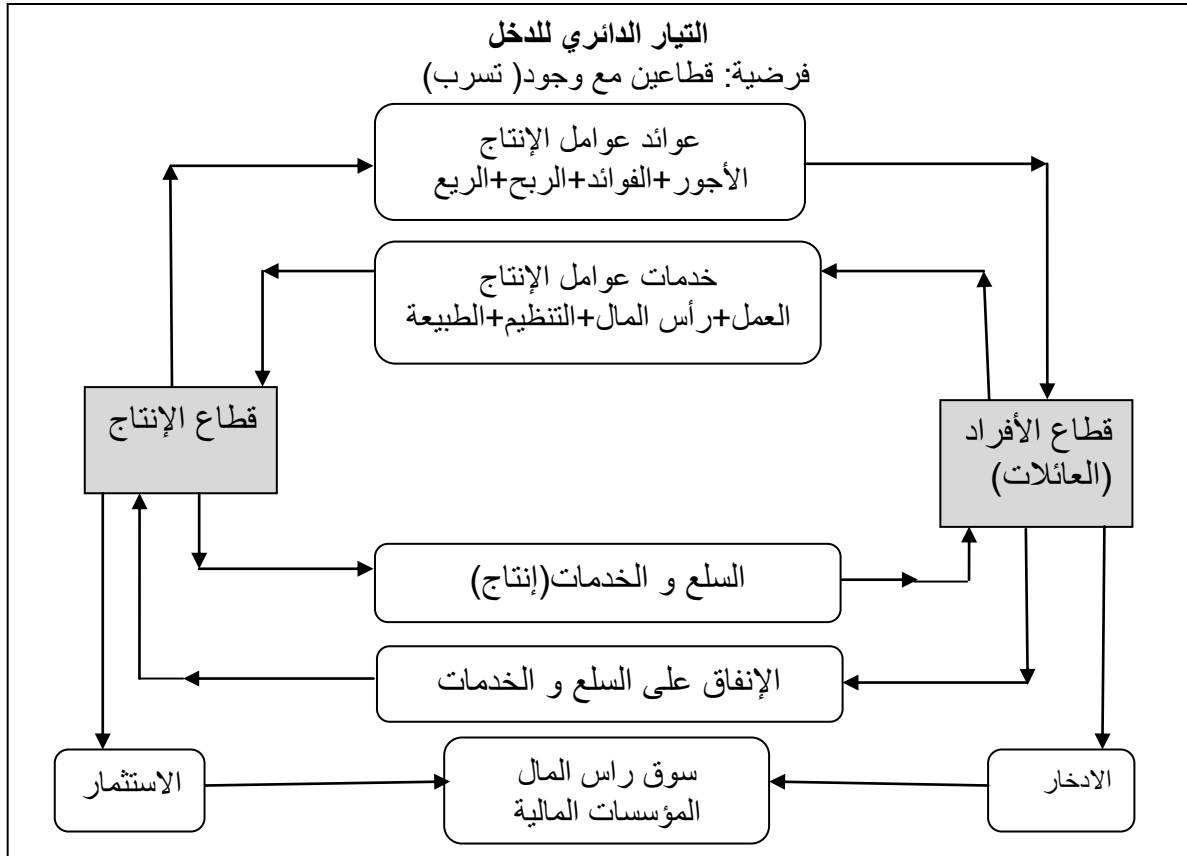 التيار الدائري للدخل
فرضية: قطاعين مع وجود( تسرب)
عوائد عوامل الإنتاج
الأجور+الفوائد+الربح+الريع
خدمات عوامل الإنتاج
العمل+رأس المال+التنظيم+الطبيعة
قطاع الأفراد
(العائلات)
قطاع الإنتاج
السلع و الخدمات(إنتاج)
الإنفاق على السلع و الخدمات
الادخار
سوق راس المال
المؤسسات المالية
الاستثمار